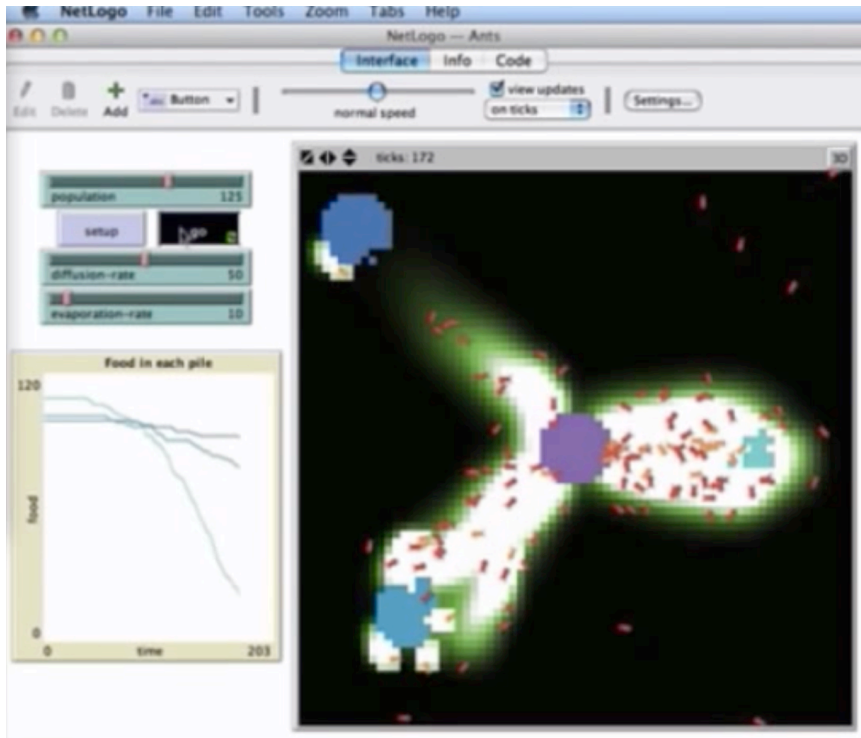 NetLogo File Edit Tools Zoom Tabs Help
NetLogo — Ants
Interface Info Code
Edit Delete Add Button normal speed view updates on ticks Settings...
ticks: 172 3D
population 125
setup go
diffusion-rate 50
evaporation-rate 10
Food in each pile
120
food
0
0 time 203